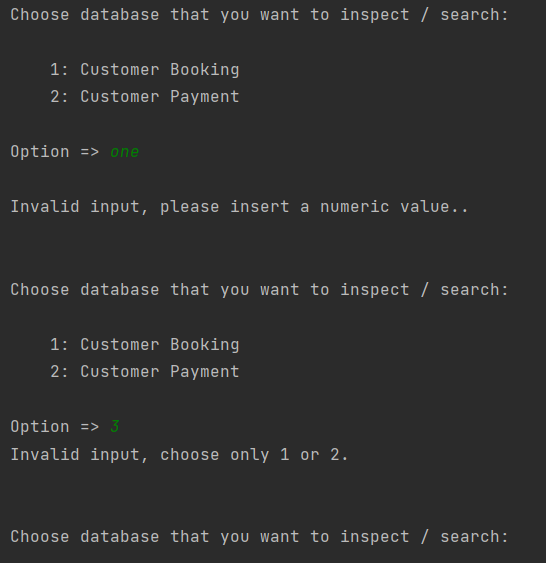 Choose database that you want to inspect / search:
1: Customer Booking
2: Customer Payment
Option => one
Invalid input, please insert a numeric value..
Choose database that you want to inspect / search:
1: Customer Booking
2: Customer Payment
Option => 3
Invalid input, choose only 1 or 2.
Choose database that you want to inspect / search: